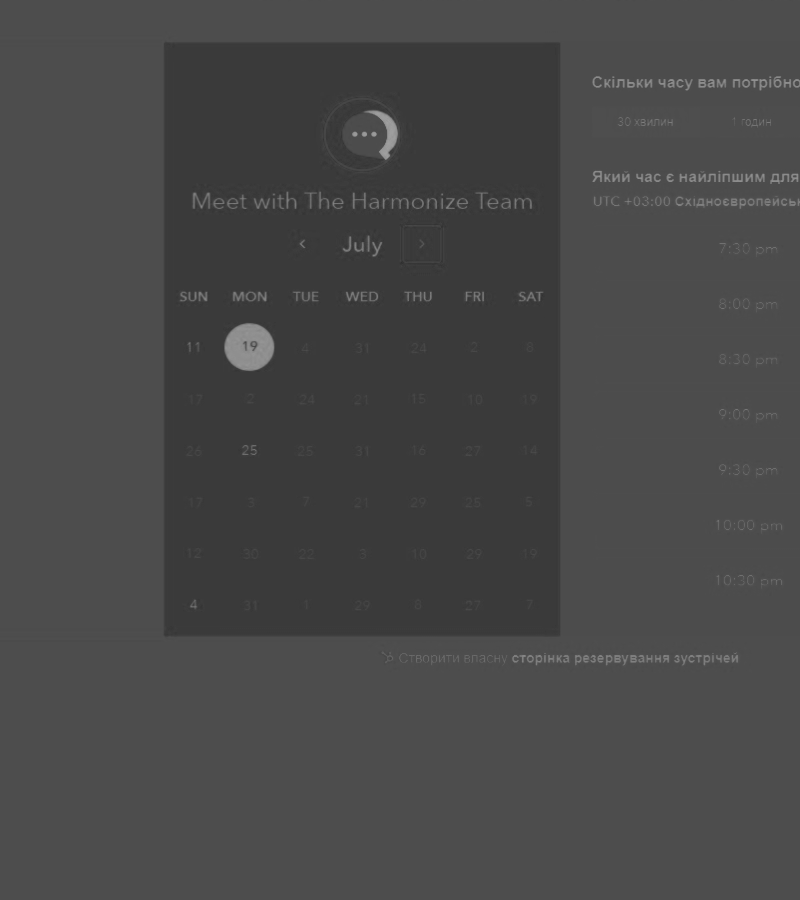 Meet with The Harmonize Team
July
SUN MON TUE WED THU FRI SAT
11 19 4 31 24 2 8
17 2 24 21 15 10 19
26 25 25 31 16 27 14
17 3 7 21 29 25 5
12 30 22 3 10 29 19
4 31 1 29 6 27 7
Скільки часу вам потрібно
30 хвилин 1 годин
Який час є найліпшим для
UTC +03:00 Східноєвропейськ
7:30 pm
8:00 pm
8:30 pm
9:00 pm
9:30 pm
10:00 pm
10:30 pm
Створити власну сторінка резервування зустрічей